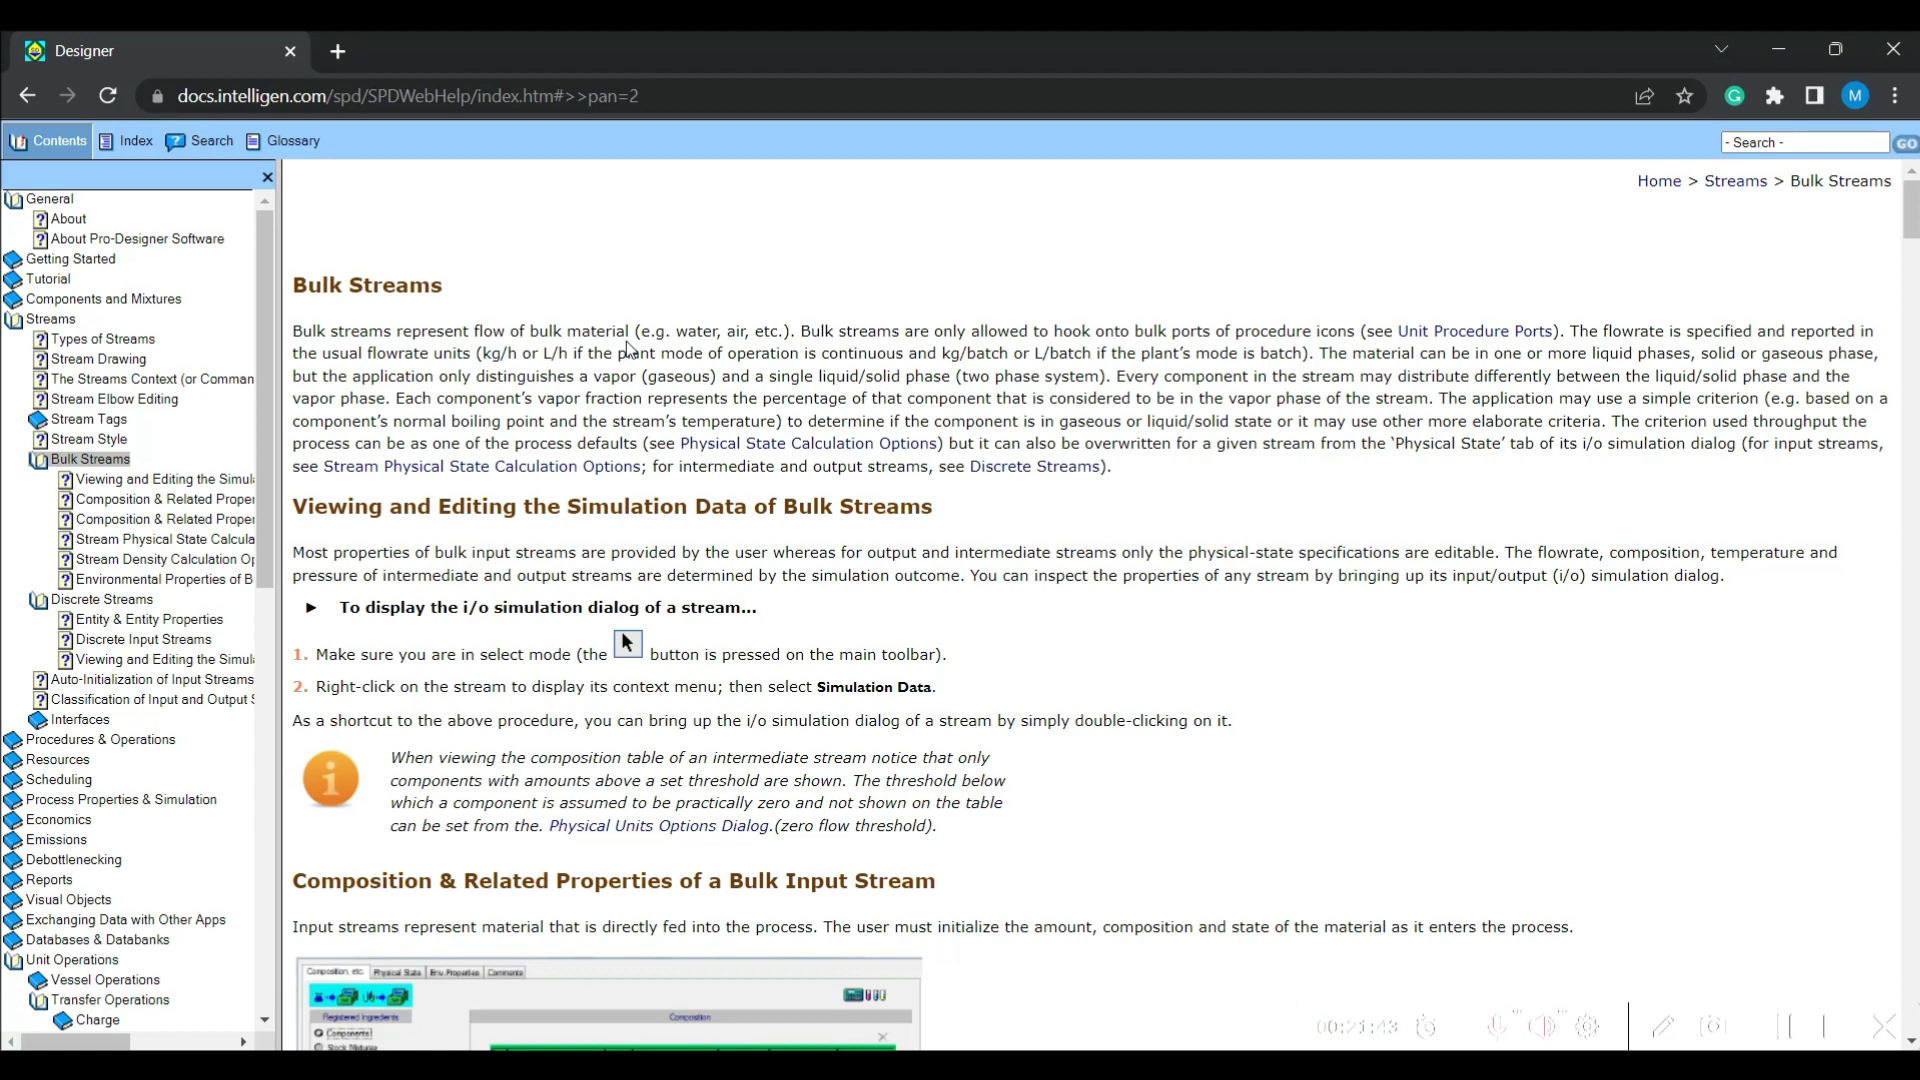 Designer
docs.intelligen.com/spd/SPDWebHelp/index.htm#>>pan=2
G
M
Contents Index Search Glossary
- Search -
GO
Home > Streams > Bulk Streams
General
About
About Pro-Designer Software
Getting Started
Tutorial
Components and Mixtures
Streams
Types of Streams
Stream Drawing
The Streams Context (or Comman
Stream Elbow Editing
Stream Tags
Stream Style
Bulk Streams
Viewing and Editing the Simul
Composition & Related Proper
Composition & Related Proper
Stream Physical State Calcula
Stream Density Calculation Op
Environmental Properties of B
Discrete Streams
Entity & Entity Properties
Discrete Input Streams
Viewing and Editing the Simul
Auto-Initialization of Input Streams
Classification of Input and Output S
Interfaces
Procedures & Operations
Resources
Scheduling
Process Properties & Simulation
Economics
Emissions
Debottlenecking
Reports
Visual Objects
Exchanging Data with Other Apps
Databases & Databanks
Unit Operations
Vessel Operations
Transfer Operations
Charge
Bulk Streams
Bulk streams represent flow of bulk material (e.g. water, air, etc.). Bulk streams are only allowed to hook onto bulk ports of procedure icons (see Unit Procedure Ports). The flowrate is specified and reported in
the usual flowrate units (kg/h or L/h if the plant mode of operation is continuous and kg/batch or L/batch if the plant's mode is batch). The material can be in one or more liquid phases, solid or gaseous phase,
but the application only distinguishes a vapor (gaseous) and a single liquid/solid phase (two phase system). Every component in the stream may distribute differently between the liquid/solid phase and the
vapor phase. Each component's vapor fraction represents the percentage of that component that is considered to be in the vapor phase of the stream. The application may use a simple criterion (e.g. based on a
component's normal boiling point and the stream's temperature) to determine if the component is in gaseous or liquid/solid state or it may use other more elaborate criteria. The criterion used throughput the
process can be as one of the process defaults (see Physical State Calculation Options) but it can also be overwritten for a given stream from the 'Physical State' tab of its i/o simulation dialog (for input streams,
see Stream Physical State Calculation Options; for intermediate and output streams, see Discrete Streams).
Viewing and Editing the Simulation Data of Bulk Streams
Most properties of bulk input streams are provided by the user whereas for output and intermediate streams only the physical-state specifications are editable. The flowrate, composition, temperature and
pressure of intermediate and output streams are determined by the simulation outcome. You can inspect the properties of any stream by bringing up its input/output (i/o) simulation dialog.
► To display the i/o simulation dialog of a stream...
1. Make sure you are in select mode (the button is pressed on the main toolbar).
2. Right-click on the stream to display its context menu; then select Simulation Data.
As a shortcut to the above procedure, you can bring up the i/o simulation dialog of a stream by simply double-clicking on it.
When viewing the composition table of an intermediate stream notice that only
components with amounts above a set threshold are shown. The threshold below
which a component is assumed to be practically zero and not shown on the table
can be set from the. Physical Units Options Dialog.(zero flow threshold).
Composition & Related Properties of a Bulk Input Stream
Input streams represent material that is directly fed into the process. The user must initialize the amount, composition and state of the material as it enters the process.
Composition, etc. Physical State Env. Properties Comments
Registered Ingredients
Composition
Components
Stock Mixtures
00:21:43